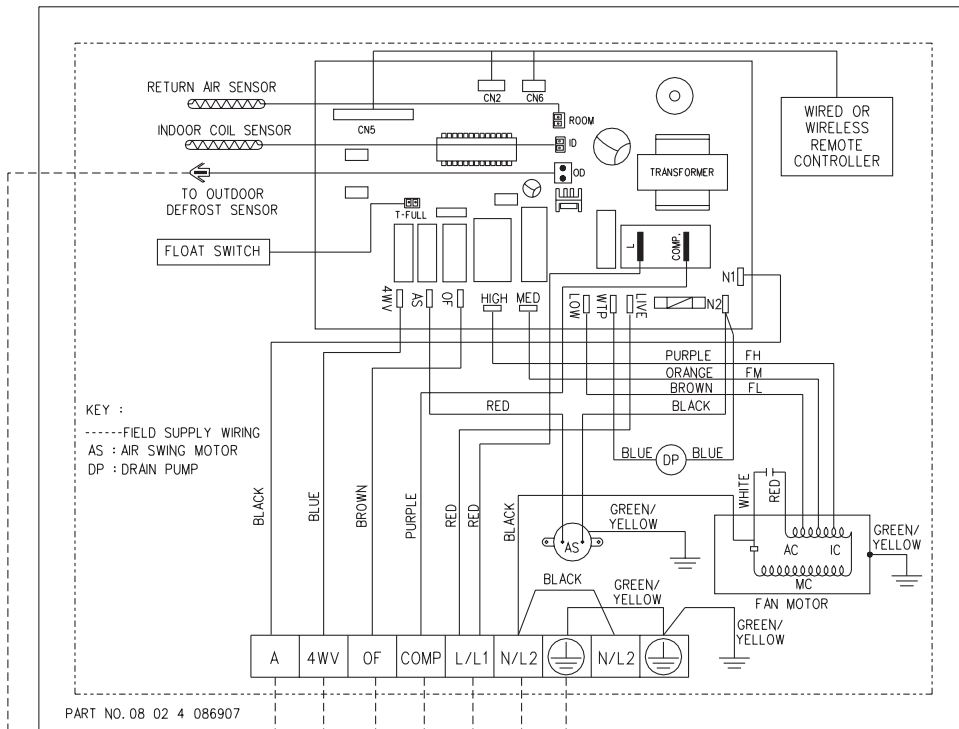 RETURN AIR SENSOR
INDOOR COIL SENSOR
TO OUTDOOR
DEFROST SENSOR
FLOAT SWITCH
CN5
CN2
CN6
ROOM
ID
OD
T-FULL
TRANSFORMER
WIRED OR
WIRELESS
REMOTE
CONTROLLER
L
COMP.
N1
4WV
AS
OF
HIGH
MED
LOW
WTP
LIVE
N2
PURPLE FH
ORANGE FM
BROWN FL
RED
BLACK
KEY :
------FIELD SUPPLY WIRING
AS : AIR SWING MOTOR
DP : DRAIN PUMP
BLUE
DP
BLUE
BLACK
BLUE
BROWN
PURPLE
RED
RED
BLACK
WHITE
RED
GREEN/
YELLOW
AS
AC
IC
MC
FAN MOTOR
GREEN/
YELLOW
BLACK
GREEN/
YELLOW
GREEN/
YELLOW
A
4WV
OF
COMP
L/L1
N/L2
N/L2
PART NO. 08 02 4 086907